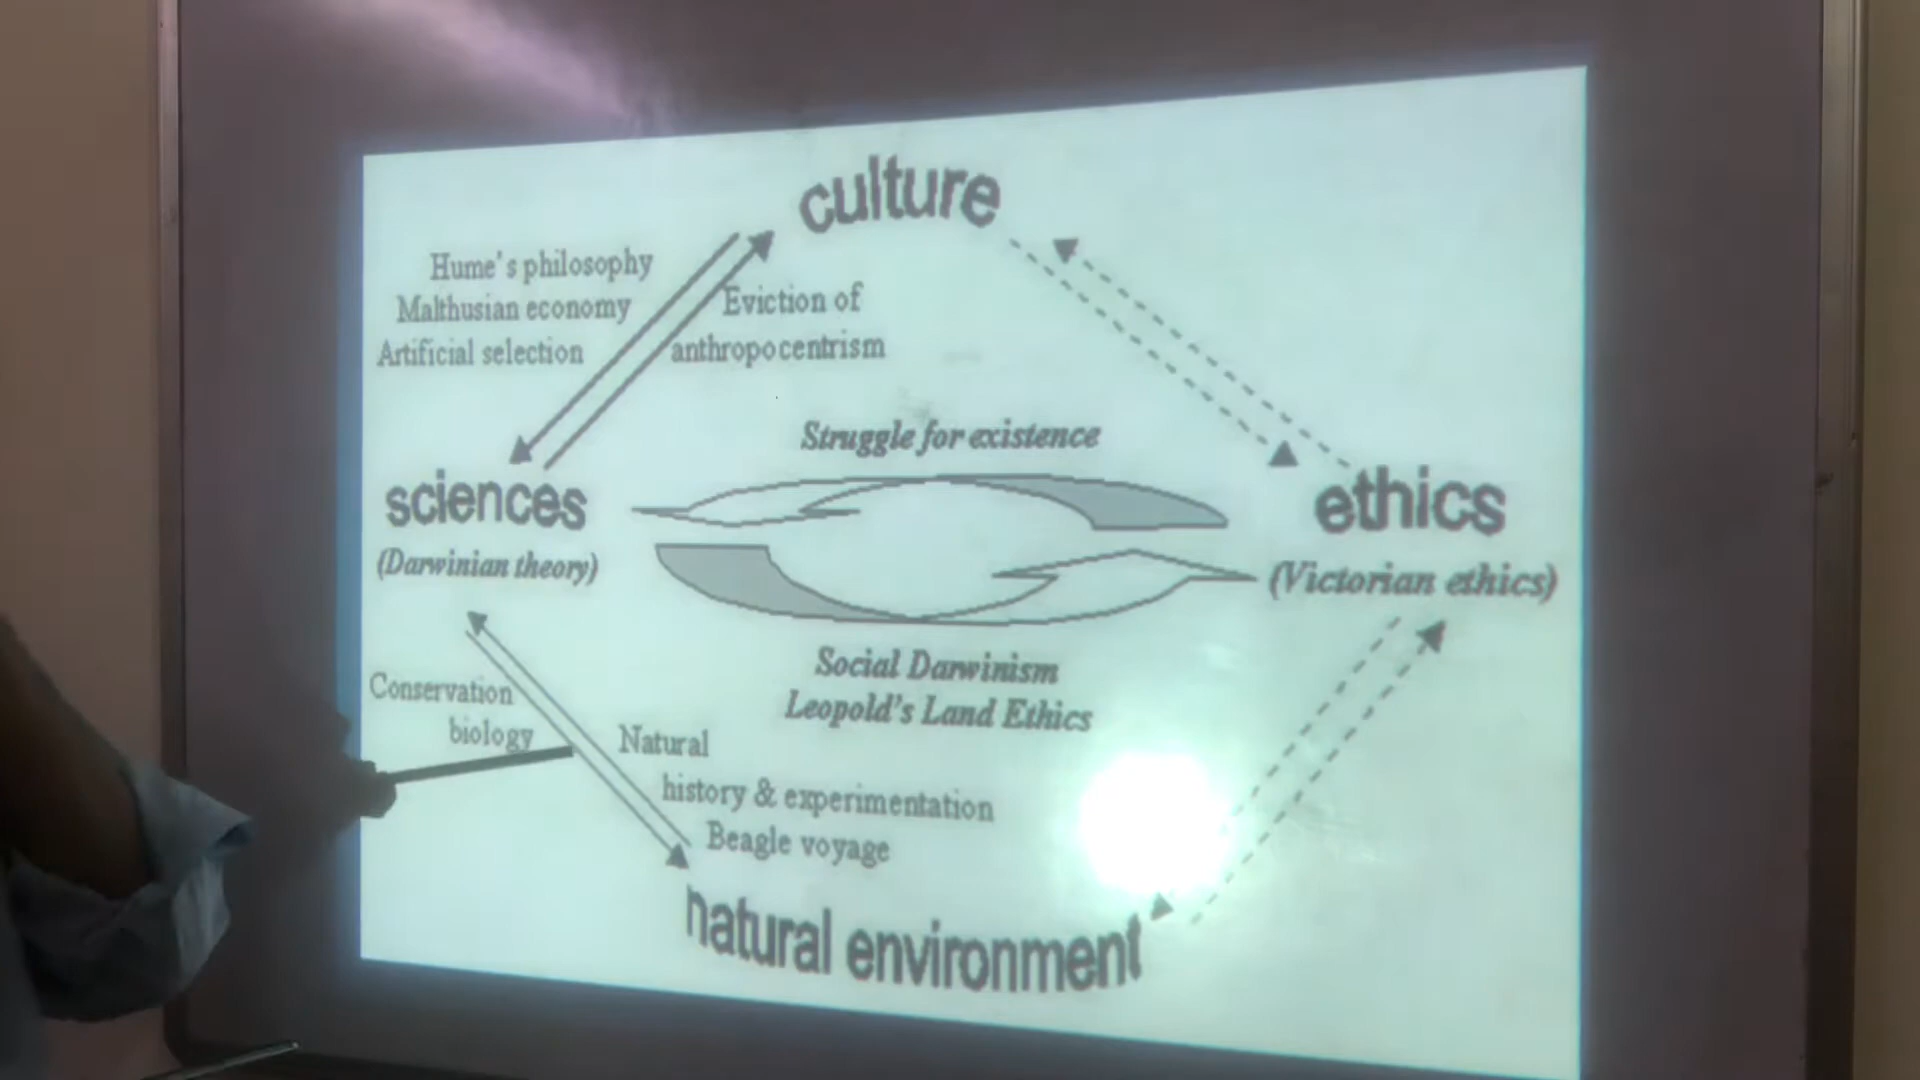 culture
Hume's philosophy
Malthusian economy
Artificial selection
Eviction of
anthropocentrism
Struggle for existence
sciences
(Darwinian theory)
ethics
(Victorian ethics)
Social Darwinism
Leopold's Land Ethics
Conservation
biology
Natural
history & experimentation
Beagle voyage
natural environment